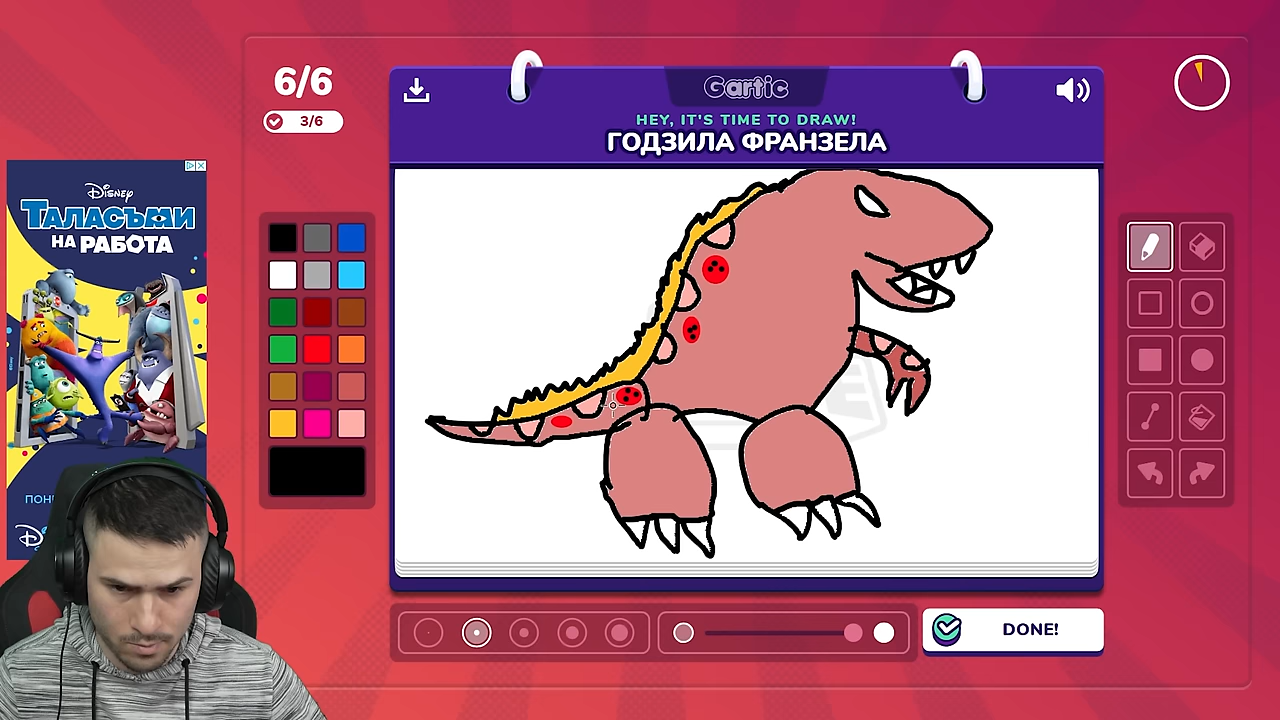 6/6
3/6
Gartic
HEY, IT'S TIME TO DRAW!
ГОДЗИЛА ФРАНЗЕЛА
DISNEY
ТАЛАСЪМИ
НА РАБОТА
DONE!